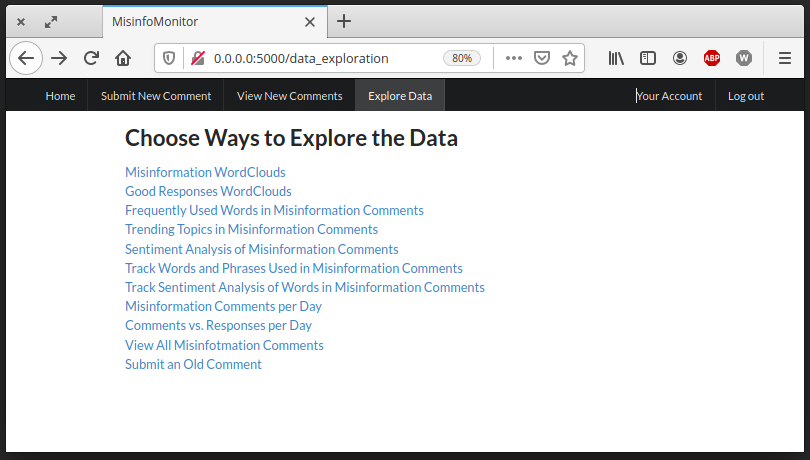 MisinfoMonitor
0.0.0.0:5000/data_exploration 80% ABP W
Home Submit New Comment View New Comments Explore Data Your Account Log out
Choose Ways to Explore the Data
Misinformation WordClouds
Good Responses WordClouds
Frequently Used Words in Misinformation Comments
Trending Topics in Misinformation Comments
Sentiment Analysis of Misinformation Comments
Track Words and Phrases Used in Misinformation Comments
Track Sentiment Analysis of Words in Misinformation Comments
Misinformation Comments per Day
Comments vs. Responses per Day
View All Misinfotmation Comments
Submit an Old Comment